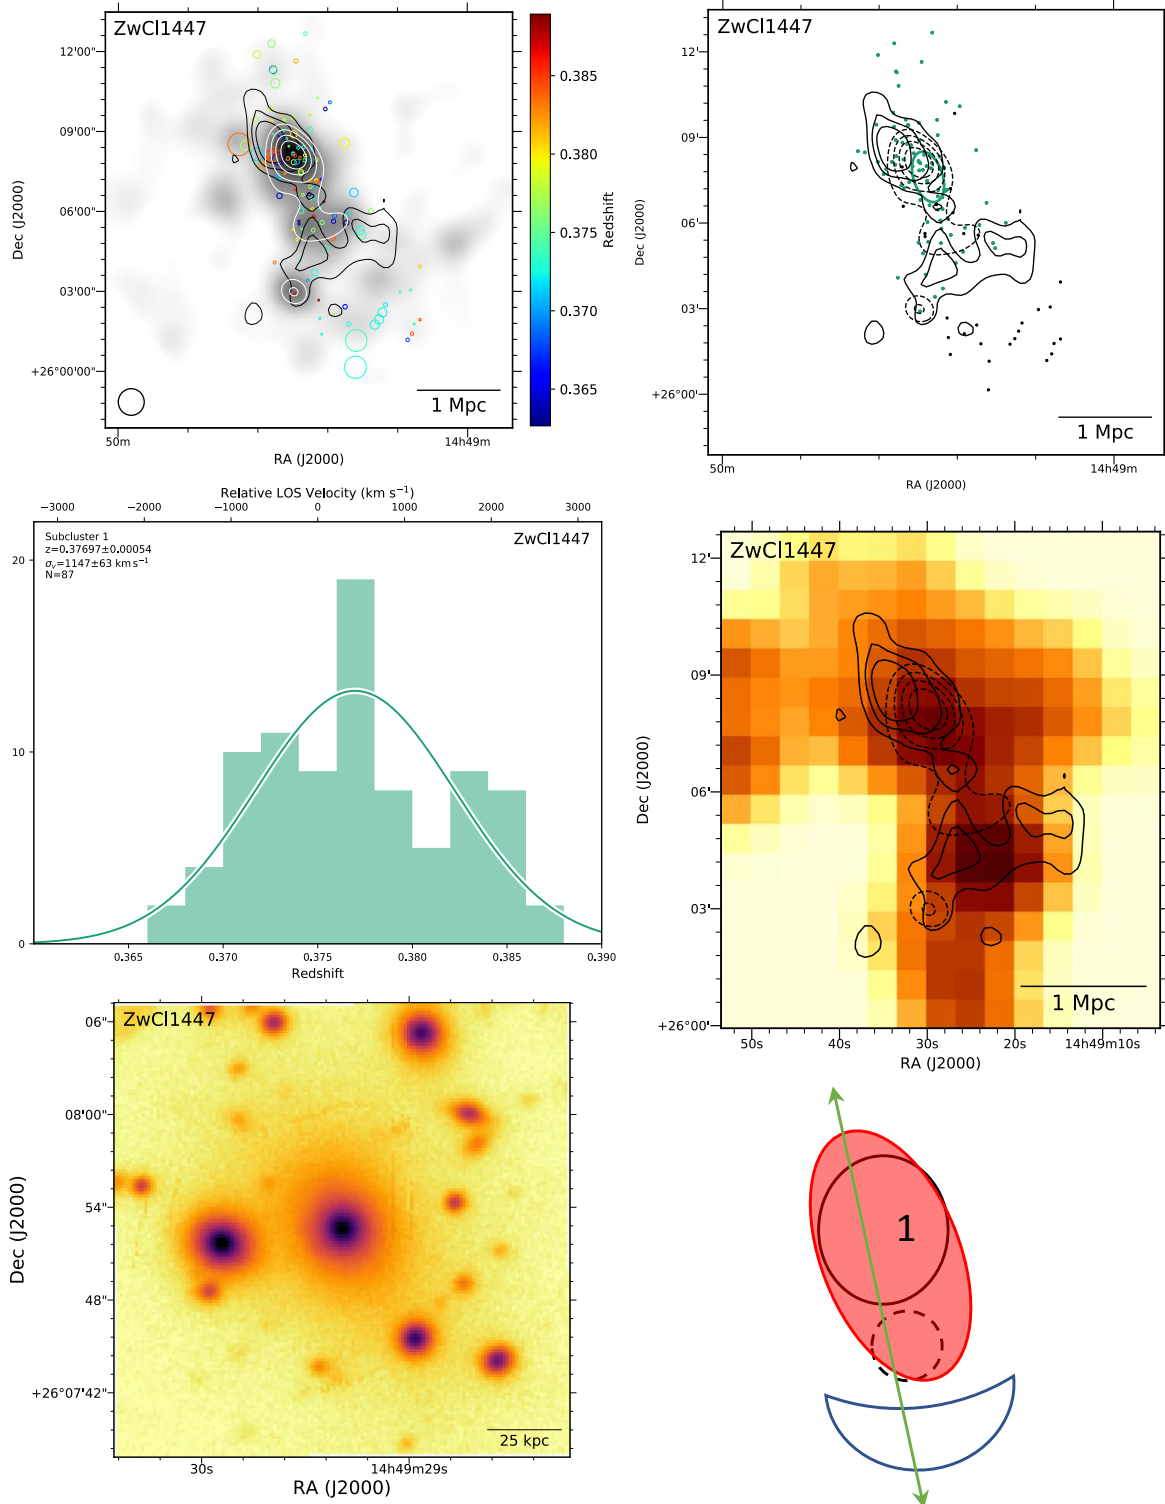 ZwCl1447
12'00"
09'00"
06'00"
03'00"
+26°00'00"
Dec (J2000)
50m
14h49m
RA (J2000)
1 Mpc
0.385
0.380
0.375
0.370
0.365
Redshift
ZwCl1447
12'
09'
06'
03'
+26°00'
Dec (J2000)
50m
14h49m
RA (J2000)
1 Mpc
Relative LOS Velocity (km s⁻¹)
−3000 −2000 −1000 0 1000 2000 3000
Subcluster 1
z=0.37697±0.00054
σᵥ=1147±63 km s⁻¹
N=87
ZwCl1447
20
10
0
0.365 0.370 0.375 0.380 0.385 0.390
Redshift
ZwCl1447
12'
09'
06'
03'
+26°00'
Dec (J2000)
50s 40s 30s 20s 14h49m10s
RA (J2000)
1 Mpc
ZwCl1447
06"
08'00"
54"
48"
+26°07'42"
Dec (J2000)
30s
14h49m29s
RA (J2000)
25 kpc
1